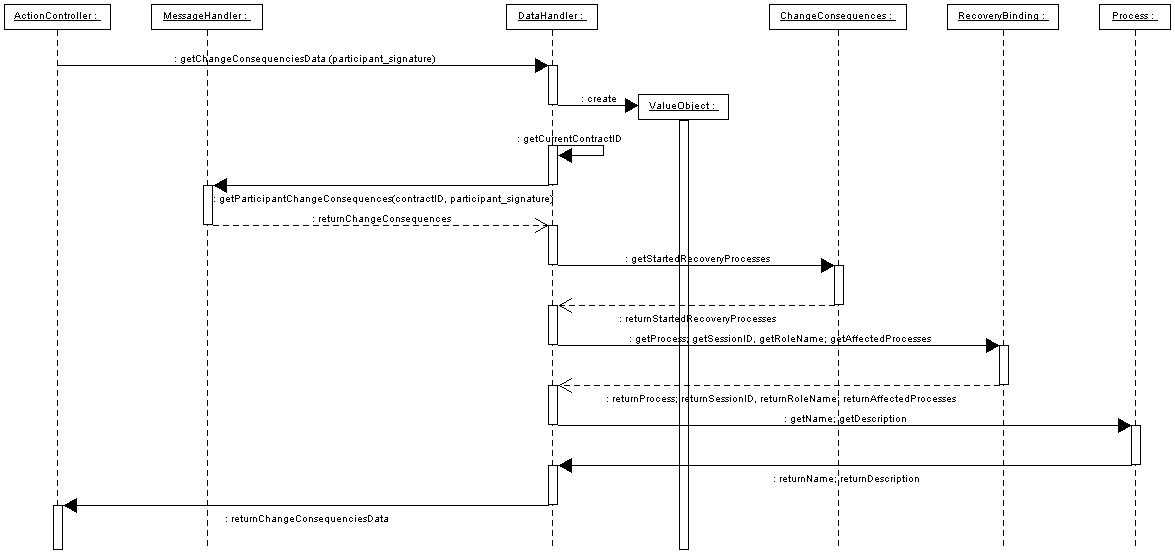 ActionController :
MessageHandler :
DataHandler :
ChangeConsequences :
RecoveryBinding :
Process :
: getChangeConsequenciesData (participant_signature)
: create
ValueObject :
: getCurrentContractID
: getParticipantChangeConsequences(contractID, participant_signature)
: returnChangeConsequences
: getStartedRecoveryProcesses
: returnStartedRecoveryProcesses
: getProcess; getSessionID, getRoleName; getAffectedProcesses
: returnProcess; returnSessionID, returnRoleName; returnAffectedProcesses
: getName; getDescription
: returnName; returnDescription
: returnChangeConsequenciesData